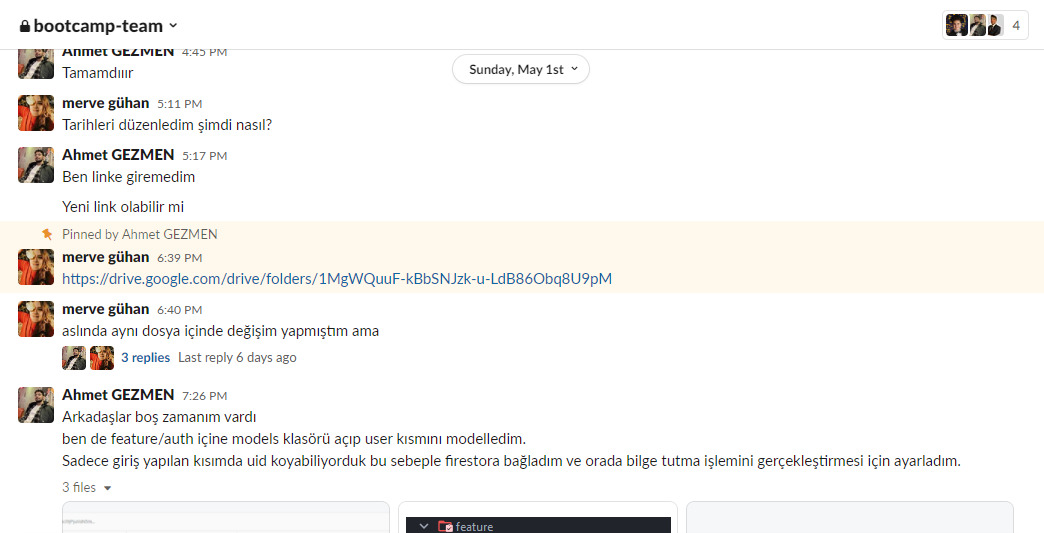 bootcamp-team
4
Ahmet GEZMEN 4:45 PM
Sunday, May 1st
Tamamdııır
merve gühan 5:11 PM
Tarihleri düzenledim şimdi nasıl?
Ahmet GEZMEN 5:17 PM
Ben linke giremedim
Yeni link olabilir mi
Pinned by Ahmet GEZMEN
merve gühan 6:39 PM
https://drive.google.com/drive/folders/1MgWQuuF-kBbSNJzk-u-LdB86Obq8U9pM
merve gühan 6:40 PM
aslında aynı dosya içinde değişim yapmıştım ama
3 replies Last reply 6 days ago
Ahmet GEZMEN 7:26 PM
Arkadaşlar boş zamanım vardı
ben de feature/auth içine models klasörü açıp user kısmını modelledim.
Sadece giriş yapılan kısımda uid koyabiliyorduk bu sebeple firestora bağladım ve orada bilge tutma işlemini gerçekleştirmesi için ayarladım.
3 files
feature